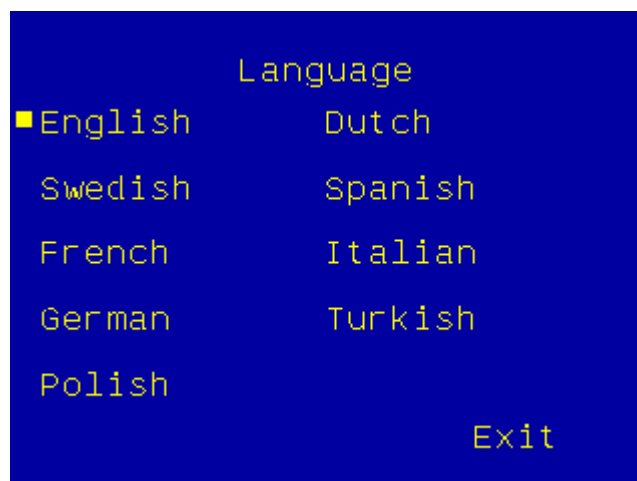 Language
English Dutch
Swedish Spanish
French Italian
German Turkish
Polish
Exit